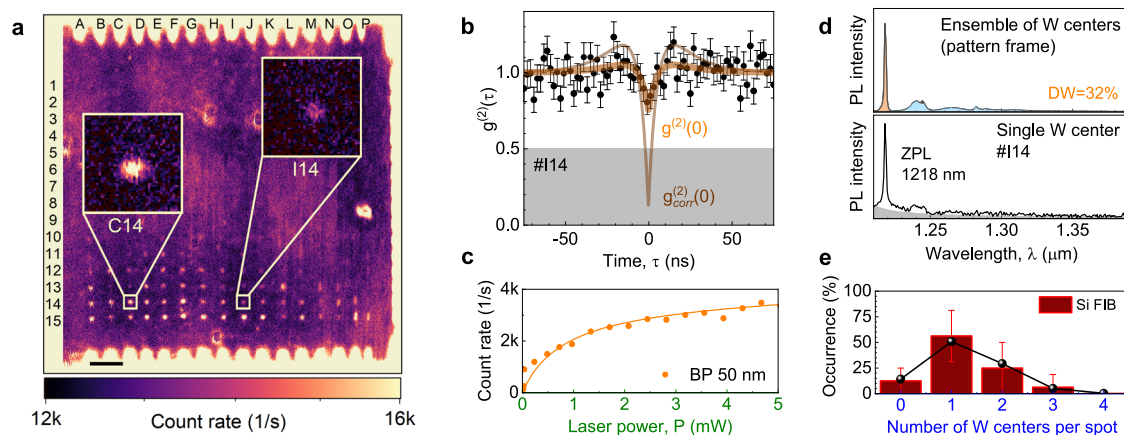 a
A B C D E F G H I J K L M N O P
1
2
3
4
5
6
7
8
9
10
11
12
13
14
15
C14
I14
12k
16k
Count rate (1/s)
b
g(2)(τ)
1.0
0.5
0.0
g(2)(0)
#I14
g(2)corr(0)
-50 0 50
Time, τ (ns)
c
Count rate (1/s)
4k
2k
0
BP 50 nm
0 1 2 3 4 5
Laser power, P (mW)
d
PL intensity
Ensemble of W centers
(pattern frame)
DW=32%
PL intensity
Single W center
#I14
ZPL
1218 nm
1.25 1.30 1.35
Wavelength, λ (μm)
e
Occurrence (%)
100
75
50
25
0
Si FIB
0 1 2 3 4
Number of W centers per spot